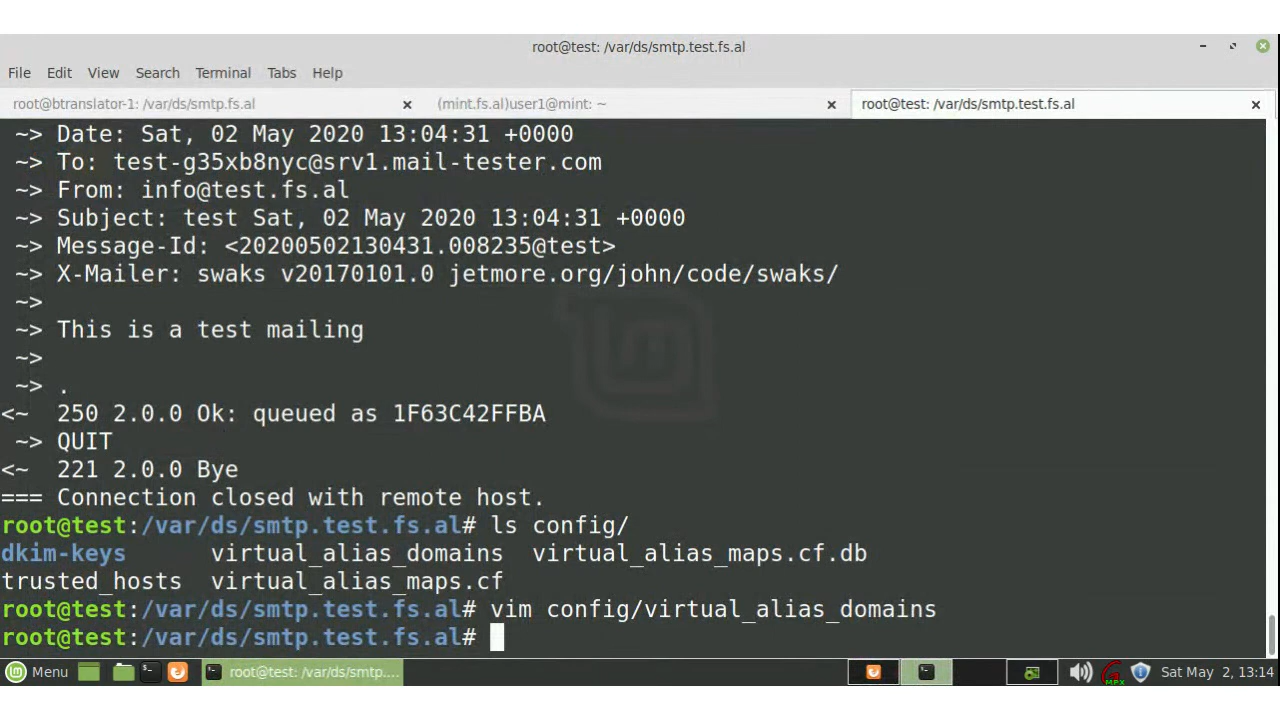 root@test: /var/ds/smtp.test.fs.al
File Edit View Search Terminal Tabs Help
root@btranslator-1: /var/ds/smtp.fs.al × (mint.fs.al)user1@mint: ~ × root@test: /var/ds/smtp.test.fs.al ×
~> Date: Sat, 02 May 2020 13:04:31 +0000
~> To: test-g35xb8nyc@srv1.mail-tester.com
~> From: info@test.fs.al
~> Subject: test Sat, 02 May 2020 13:04:31 +0000
~> Message-Id: <20200502130431.008235@test>
~> X-Mailer: swaks v20170101.0 jetmore.org/john/code/swaks/
~>
~> This is a test mailing
~>
~> .
<~ 250 2.0.0 Ok: queued as 1F63C42FFBA
~> QUIT
<~ 221 2.0.0 Bye
=== Connection closed with remote host.
root@test:/var/ds/smtp.test.fs.al# ls config/
dkim-keys virtual_alias_domains virtual_alias_maps.cf.db
trusted_hosts virtual_alias_maps.cf
root@test:/var/ds/smtp.test.fs.al# vim config/virtual_alias_domains
root@test:/var/ds/smtp.test.fs.al#
Menu root@test: /var/ds/smtp.... MPX Sat May 2, 13:14